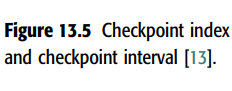 Figure 13.5 Checkpoint index
and checkpoint interval [13].